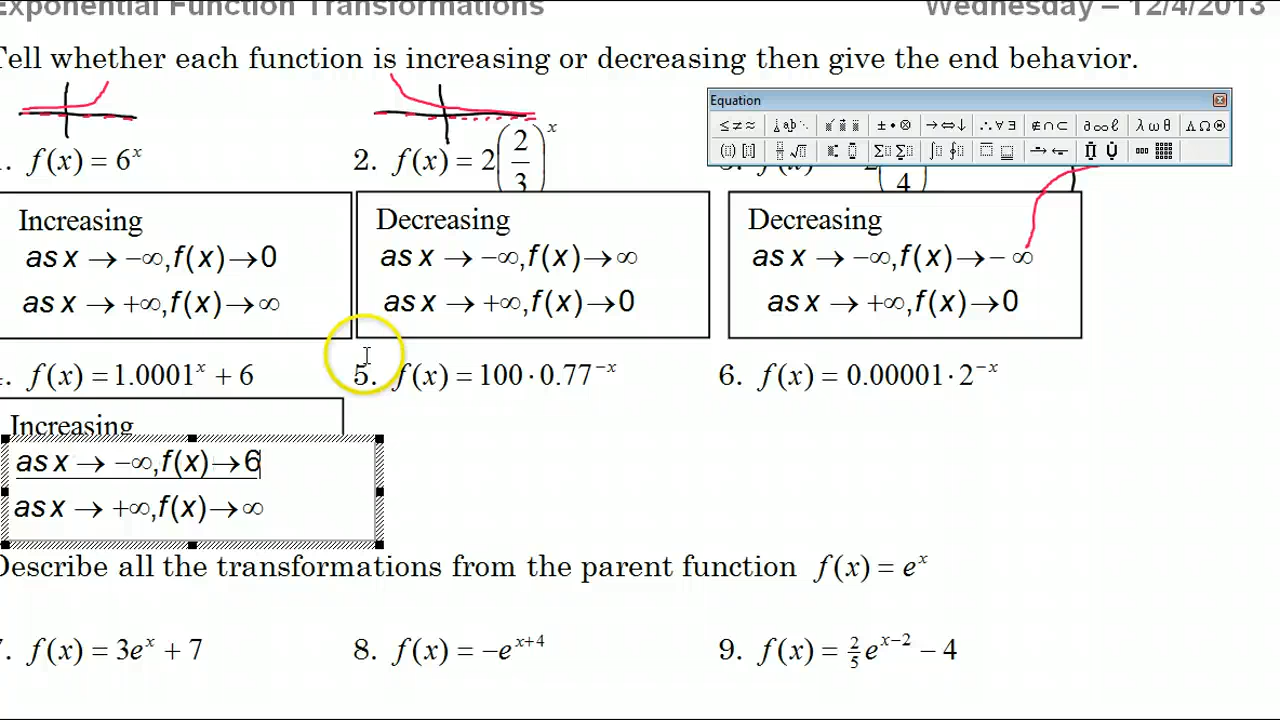 Exponential Function Transformations Wednesday – 12/4/2013
Tell whether each function is increasing or decreasing then give the end behavior.
Equation
1. f(x) = 6^x
2. f(x) = 2(2/3)^x
Increasing
as x → −∞, f(x) → 0
as x → +∞, f(x) → ∞
Decreasing
as x → −∞, f(x) → ∞
as x → +∞, f(x) → 0
Decreasing
as x → −∞, f(x) → − ∞
as x → +∞, f(x) → 0
4. f(x) = 1.0001^x + 6
5. f(x) = 100 · 0.77^−x
6. f(x) = 0.00001 · 2^−x
Increasing
as x → −∞, f(x) → 6
as x → +∞, f(x) → ∞
Describe all the transformations from the parent function f(x) = e^x
7. f(x) = 3e^x + 7
8. f(x) = −e^x+4
9. f(x) = 2/5 e^x−2 − 4